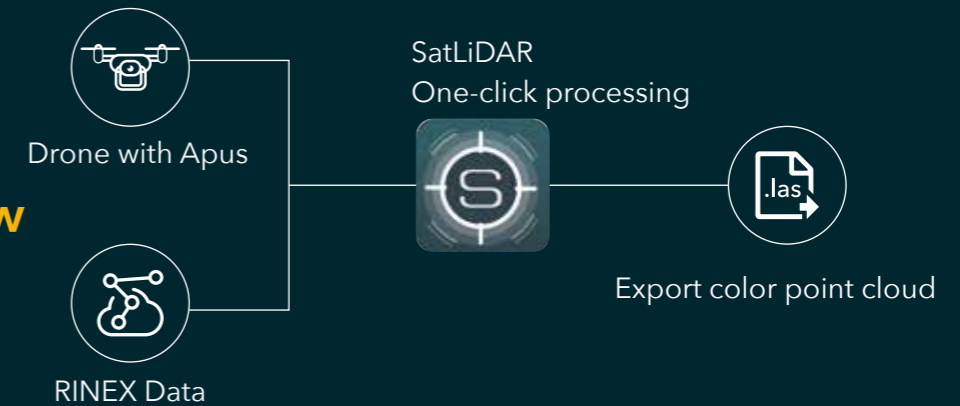 SatLiDAR
One-click processing
Drone with Apus
w
S
.las
Export color point cloud
RINEX Data